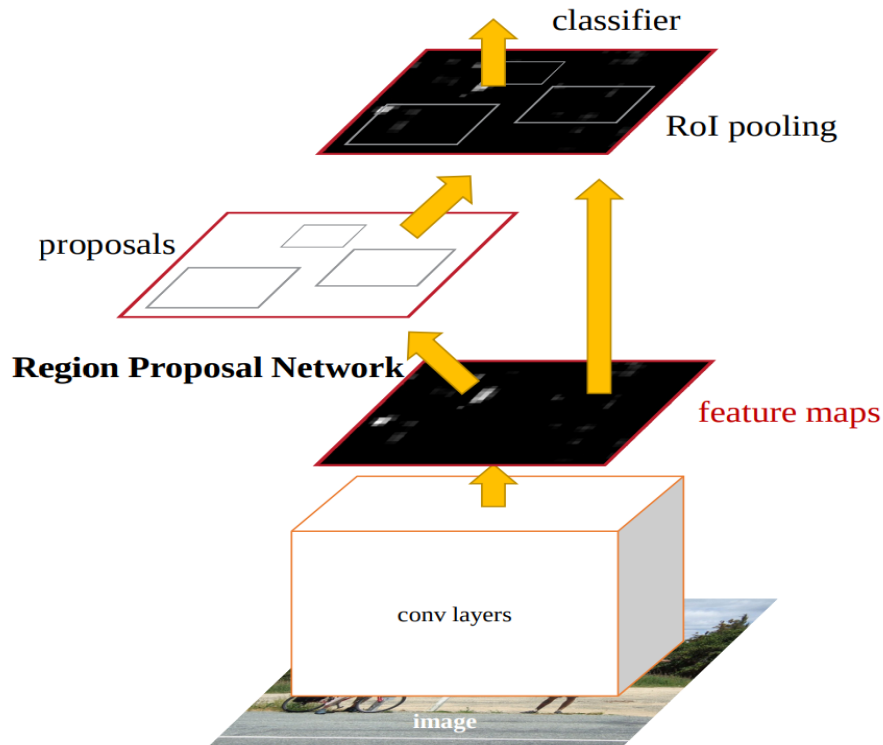 classifier
RoI pooling
proposals
Region Proposal Network
feature maps
conv layers
image